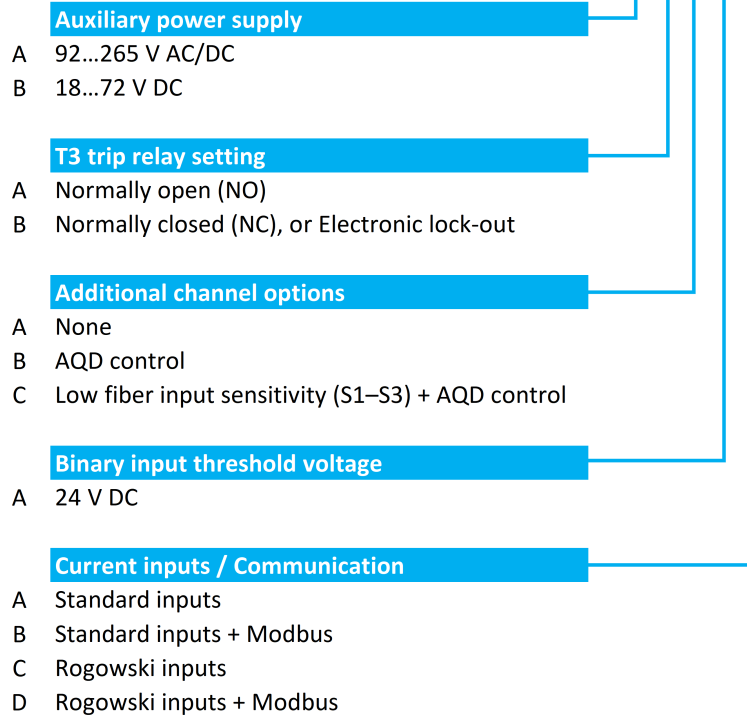 Auxiliary power supply
A 92...265 V AC/DC
B 18...72 V DC
T3 trip relay setting
A Normally open (NO)
B Normally closed (NC), or Electronic lock-out
Additional channel options
A None
B AQD control
C Low fiber input sensitivity (S1–S3) + AQD control
Binary input threshold voltage
A 24 V DC
Current inputs / Communication
A Standard inputs
B Standard inputs + Modbus
C Rogowski inputs
D Rogowski inputs + Modbus